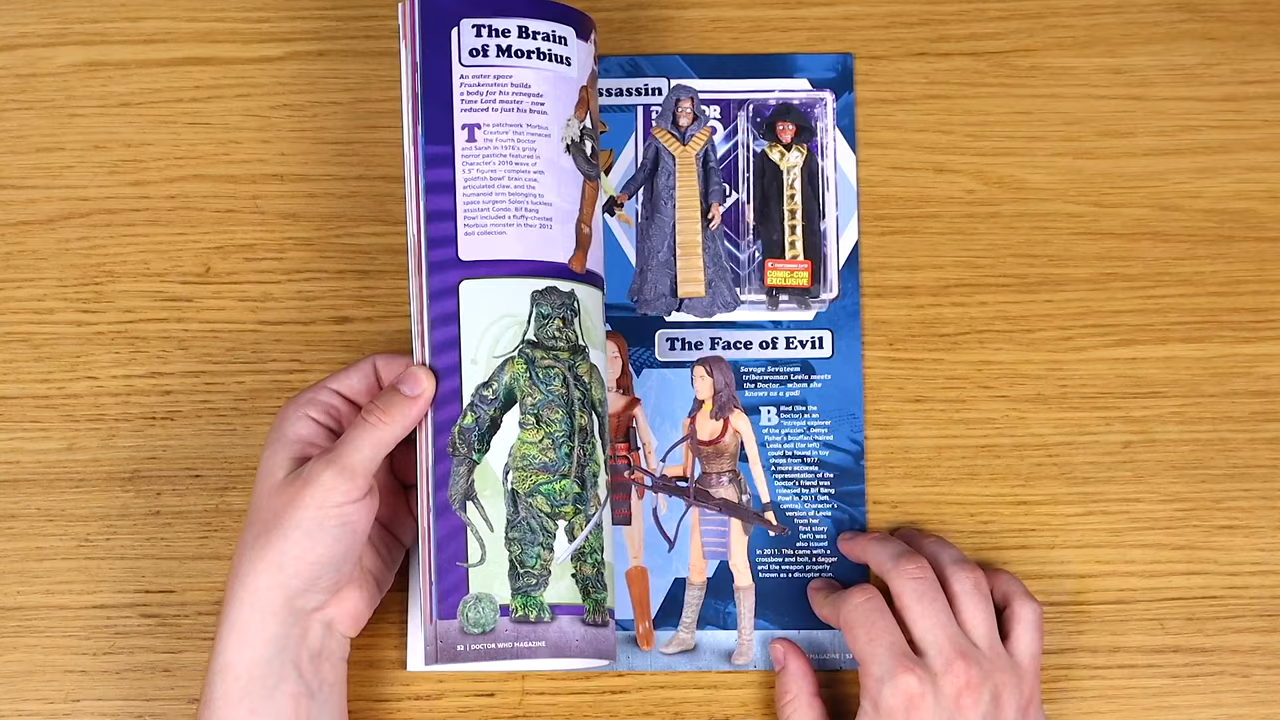 The Brain
of Morbius
An outer space
Frankenstein builds
a body for his renegade
Time Lord master – now
reduced to just his brain.
The patchwork 'Morbius
Creature' that menaced
the Fourth Doctor
and Sarah in 1976's grisly
horror pastiche featured in
Character's 2010 wave of
5.5" figures – complete with
'goldfish bowl' brain case,
articulated claw, and the
humanoid arm belonging to
space surgeon Solon's luckless
assistant Condo. Bif Bang
Pow! included a fluffy-chested
Morbius monster in their 2012
doll collection.
52 | DOCTOR WHO MAGAZINE
ssassin
COMIC-CON
EXCLUSIVE
The Face of Evil
Savage Sevateem
tribeswoman Leela meets
the Doctor... whom she
knows as a god!
Billed (like the
Doctor) as an
"intrepid explorer
of the galaxies", Denys
Fisher's bouffant-haired
Leela doll (far left)
could be found in toy
shops from 1977.
A more accurate
representation of the
Doctor's friend was
released by Bif Bang
Pow! in 2011 (left
centre). Character's
version of Leela
from her
first story
(left) was
also issued
in 2011. This came with a
crossbow and bolt, a dagger
and the weapon properly
known as a disrupter gun.
MAGAZINE | 53